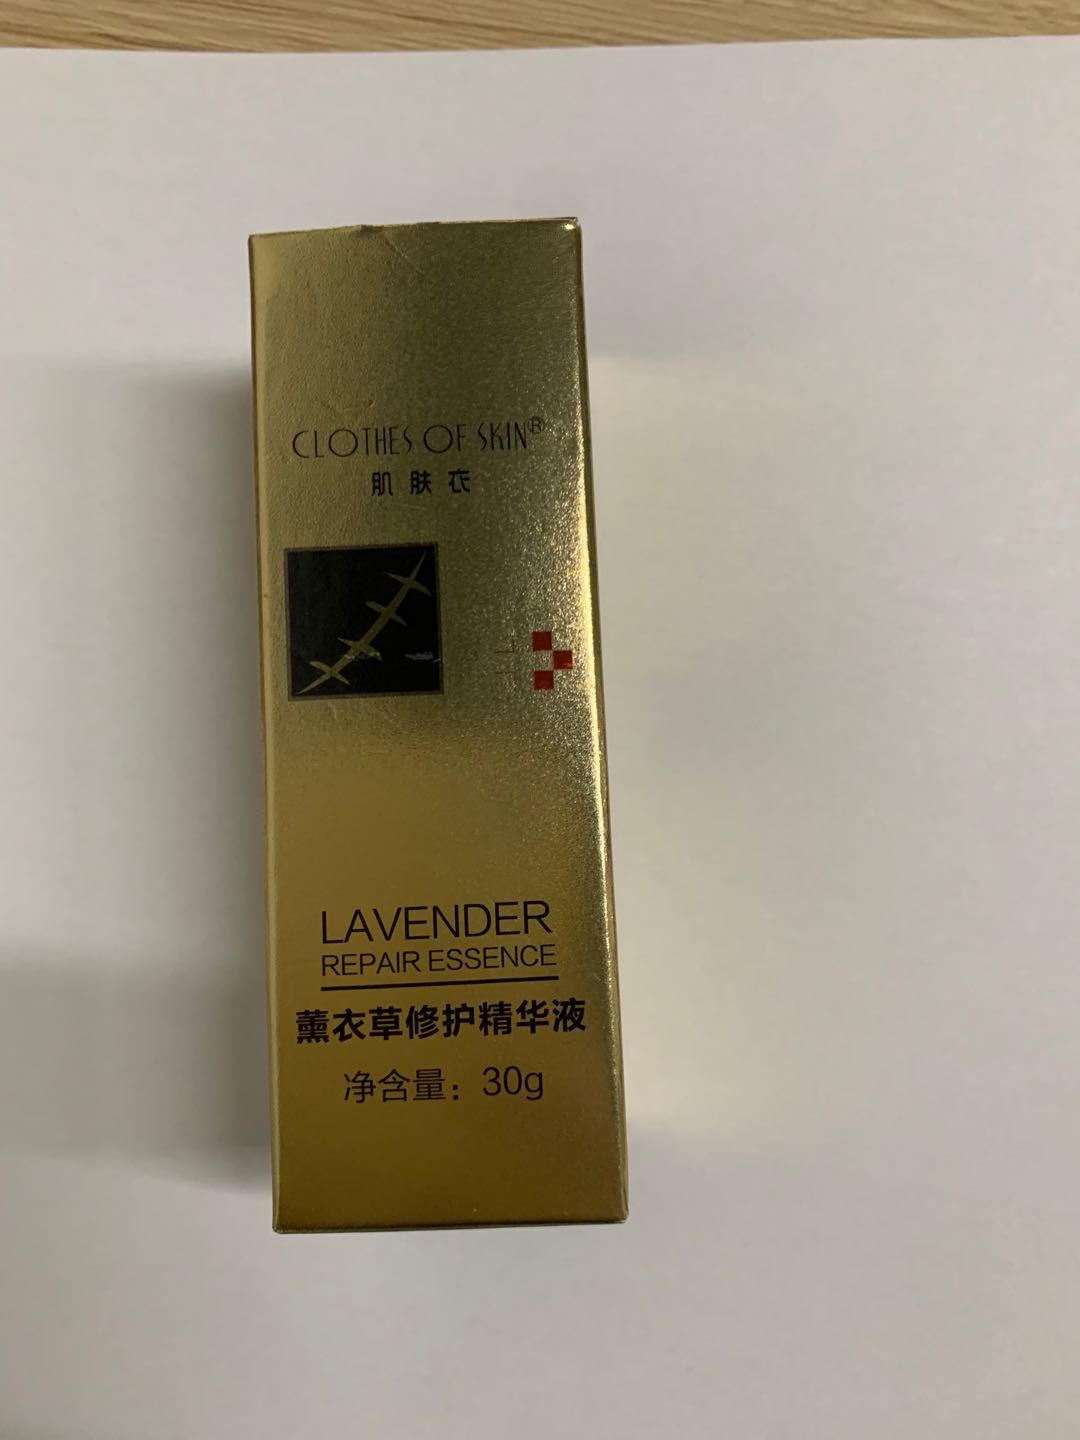 CLOTHES OF SKIN®
肌肤衣
LAVENDER
REPAIR ESSENCE
薰衣草修护精华液
净含量：30g